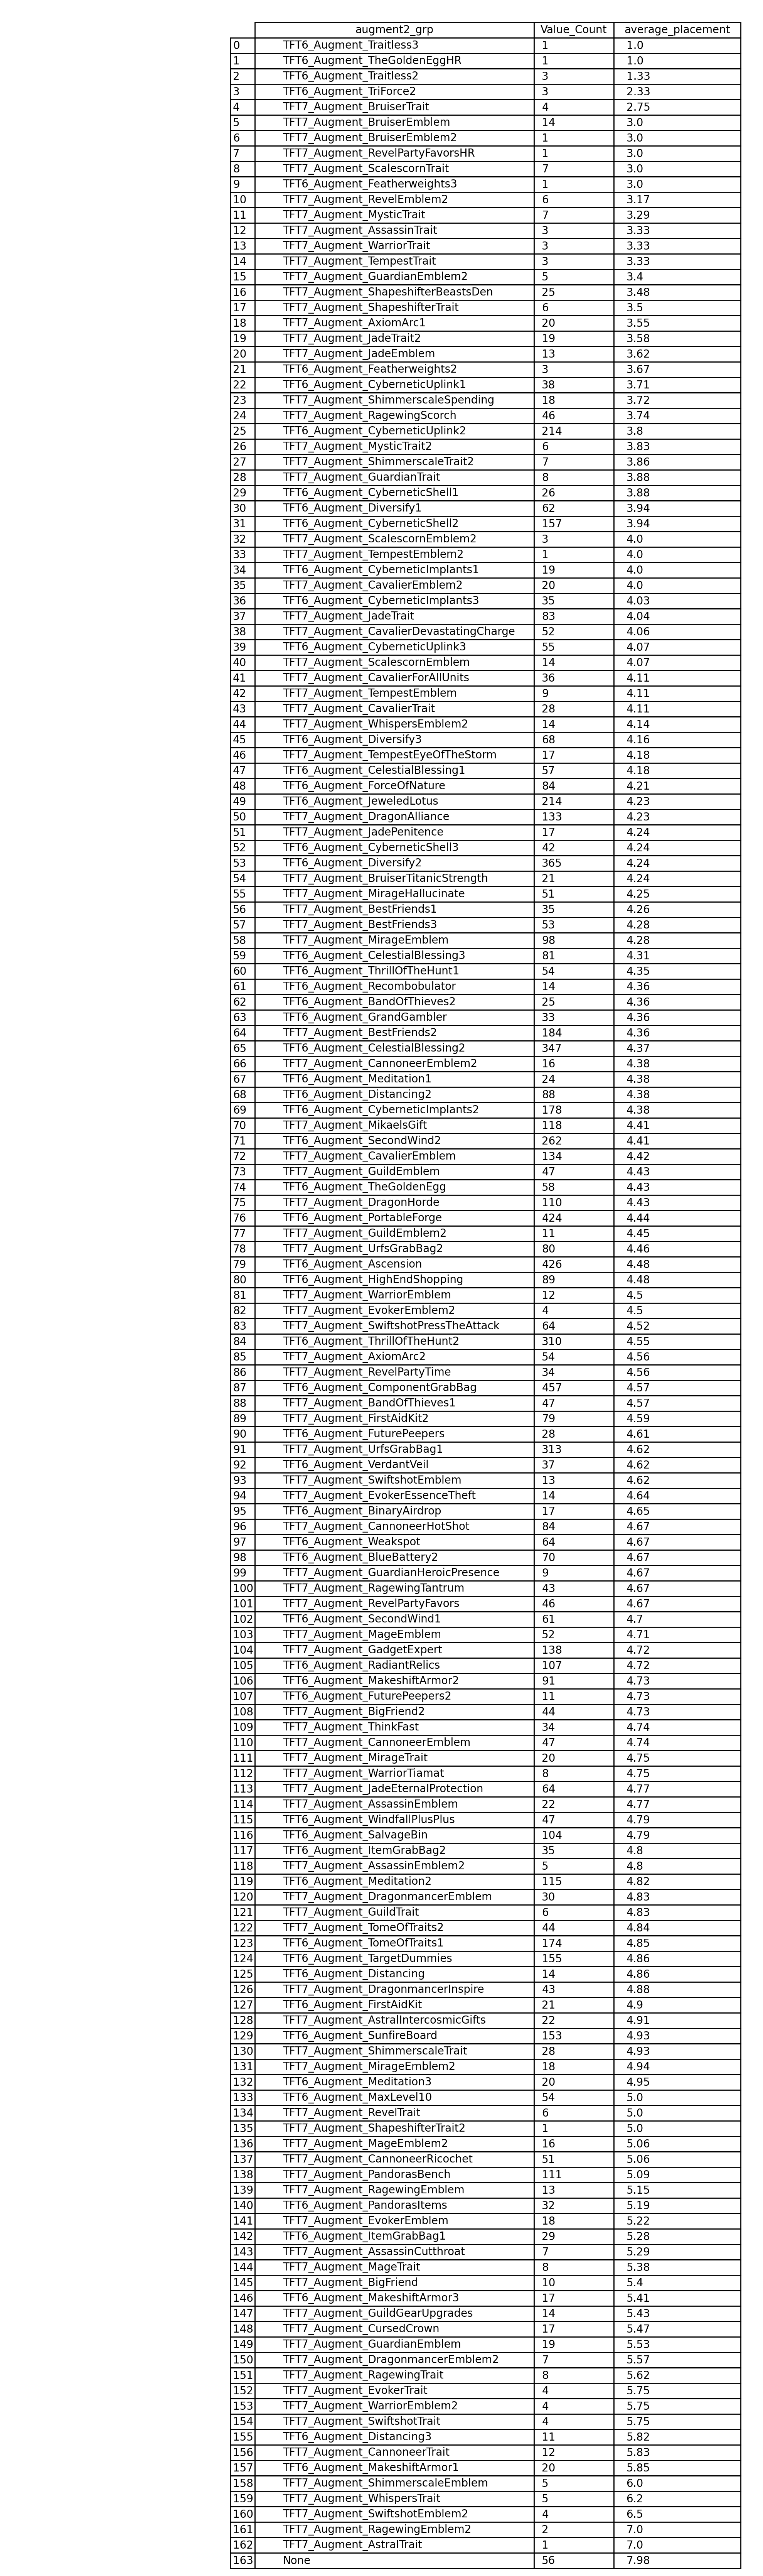 augment2_grp Value_Count average_placement
0 TFT6_Augment_Traitless3 1 1.0
1 TFT6_Augment_TheGoldenEggHR 1 1.0
2 TFT6_Augment_Traitless2 3 1.33
3 TFT6_Augment_TriForce2 3 2.33
4 TFT7_Augment_BruiserTrait 4 2.75
5 TFT7_Augment_BruiserEmblem 14 3.0
6 TFT7_Augment_BruiserEmblem2 1 3.0
7 TFT7_Augment_RevelPartyFavorsHR 1 3.0
8 TFT7_Augment_ScalescornTrait 7 3.0
9 TFT6_Augment_Featherweights3 1 3.0
10 TFT7_Augment_RevelEmblem2 6 3.17
11 TFT7_Augment_MysticTrait 7 3.29
12 TFT7_Augment_AssassinTrait 3 3.33
13 TFT7_Augment_WarriorTrait 3 3.33
14 TFT7_Augment_TempestTrait 3 3.33
15 TFT7_Augment_GuardianEmblem2 5 3.4
16 TFT7_Augment_ShapeshifterBeastsDen 25 3.48
17 TFT7_Augment_ShapeshifterTrait 6 3.5
18 TFT7_Augment_AxiomArc1 20 3.55
19 TFT7_Augment_JadeTrait2 19 3.58
20 TFT7_Augment_JadeEmblem 13 3.62
21 TFT6_Augment_Featherweights2 3 3.67
22 TFT6_Augment_CyberneticUplink1 38 3.71
23 TFT7_Augment_ShimmerscaleSpending 18 3.72
24 TFT7_Augment_RagewingScorch 46 3.74
25 TFT6_Augment_CyberneticUplink2 214 3.8
26 TFT7_Augment_MysticTrait2 6 3.83
27 TFT7_Augment_ShimmerscaleTrait2 7 3.86
28 TFT7_Augment_GuardianTrait 8 3.88
29 TFT6_Augment_CyberneticShell1 26 3.88
30 TFT6_Augment_Diversify1 62 3.94
31 TFT6_Augment_CyberneticShell2 157 3.94
32 TFT7_Augment_ScalescornEmblem2 3 4.0
33 TFT7_Augment_TempestEmblem2 1 4.0
34 TFT6_Augment_CyberneticImplants1 19 4.0
35 TFT7_Augment_CavalierEmblem2 20 4.0
36 TFT6_Augment_CyberneticImplants3 35 4.03
37 TFT7_Augment_JadeTrait 83 4.04
38 TFT7_Augment_CavalierDevastatingCharge 52 4.06
39 TFT6_Augment_CyberneticUplink3 55 4.07
40 TFT7_Augment_ScalescornEmblem 14 4.07
41 TFT7_Augment_CavalierForAllUnits 36 4.11
42 TFT7_Augment_TempestEmblem 9 4.11
43 TFT7_Augment_CavalierTrait 28 4.11
44 TFT7_Augment_WhispersEmblem2 14 4.14
45 TFT6_Augment_Diversify3 68 4.16
46 TFT7_Augment_TempestEyeOfTheStorm 17 4.18
47 TFT6_Augment_CelestialBlessing1 57 4.18
48 TFT6_Augment_ForceOfNature 84 4.21
49 TFT6_Augment_JeweledLotus 214 4.23
50 TFT7_Augment_DragonAlliance 133 4.23
51 TFT7_Augment_JadePenitence 17 4.24
52 TFT6_Augment_CyberneticShell3 42 4.24
53 TFT6_Augment_Diversify2 365 4.24
54 TFT7_Augment_BruiserTitanicStrength 21 4.24
55 TFT7_Augment_MirageHallucinate 51 4.25
56 TFT7_Augment_BestFriends1 35 4.26
57 TFT7_Augment_BestFriends3 53 4.28
58 TFT7_Augment_MirageEmblem 98 4.28
59 TFT6_Augment_CelestialBlessing3 81 4.31
60 TFT6_Augment_ThrillOfTheHunt1 54 4.35
61 TFT6_Augment_Recombobulator 14 4.36
62 TFT6_Augment_BandOfThieves2 25 4.36
63 TFT6_Augment_GrandGambler 33 4.36
64 TFT7_Augment_BestFriends2 184 4.36
65 TFT6_Augment_CelestialBlessing2 347 4.37
66 TFT7_Augment_CannoneerEmblem2 16 4.38
67 TFT6_Augment_Meditation1 24 4.38
68 TFT6_Augment_Distancing2 88 4.38
69 TFT6_Augment_CyberneticImplants2 178 4.38
70 TFT7_Augment_MikaelsGift 118 4.41
71 TFT6_Augment_SecondWind2 262 4.41
72 TFT7_Augment_CavalierEmblem 134 4.42
73 TFT7_Augment_GuildEmblem 47 4.43
74 TFT6_Augment_TheGoldenEgg 58 4.43
75 TFT7_Augment_DragonHorde 110 4.43
76 TFT6_Augment_PortableForge 424 4.44
77 TFT7_Augment_GuildEmblem2 11 4.45
78 TFT7_Augment_UrfsGrabBag2 80 4.46
79 TFT6_Augment_Ascension 426 4.48
80 TFT6_Augment_HighEndShopping 89 4.48
81 TFT7_Augment_WarriorEmblem 12 4.5
82 TFT7_Augment_EvokerEmblem2 4 4.5
83 TFT7_Augment_SwiftshotPressTheAttack 64 4.52
84 TFT6_Augment_ThrillOfTheHunt2 310 4.55
85 TFT7_Augment_AxiomArc2 54 4.56
86 TFT7_Augment_RevelPartyTime 34 4.56
87 TFT6_Augment_ComponentGrabBag 457 4.57
88 TFT7_Augment_BandOfThieves1 47 4.57
89 TFT7_Augment_FirstAidKit2 79 4.59
90 TFT6_Augment_FuturePeepers 28 4.61
91 TFT7_Augment_UrfsGrabBag1 313 4.62
92 TFT6_Augment_VerdantVeil 37 4.62
93 TFT7_Augment_SwiftshotEmblem 13 4.62
94 TFT7_Augment_EvokerEssenceTheft 14 4.64
95 TFT6_Augment_BinaryAirdrop 17 4.65
96 TFT7_Augment_CannoneerHotShot 84 4.67
97 TFT6_Augment_Weakspot 64 4.67
98 TFT6_Augment_BlueBattery2 70 4.67
99 TFT7_Augment_GuardianHeroicPresence 9 4.67
100 TFT7_Augment_RagewingTantrum 43 4.67
101 TFT7_Augment_RevelPartyFavors 46 4.67
102 TFT6_Augment_SecondWind1 61 4.7
103 TFT7_Augment_MageEmblem 52 4.71
104 TFT7_Augment_GadgetExpert 138 4.72
105 TFT6_Augment_RadiantRelics 107 4.72
106 TFT6_Augment_MakeshiftArmor2 91 4.73
107 TFT6_Augment_FuturePeepers2 11 4.73
108 TFT7_Augment_BigFriend2 44 4.73
109 TFT7_Augment_ThinkFast 34 4.74
110 TFT7_Augment_CannoneerEmblem 47 4.74
111 TFT7_Augment_MirageTrait 20 4.75
112 TFT7_Augment_WarriorTiamat 8 4.75
113 TFT7_Augment_JadeEternalProtection 64 4.77
114 TFT7_Augment_AssassinEmblem 22 4.77
115 TFT6_Augment_WindfallPlusPlus 47 4.79
116 TFT6_Augment_SalvageBin 104 4.79
117 TFT6_Augment_ItemGrabBag2 35 4.8
118 TFT7_Augment_AssassinEmblem2 5 4.8
119 TFT6_Augment_Meditation2 115 4.82
120 TFT7_Augment_DragonmancerEmblem 30 4.83
121 TFT7_Augment_GuildTrait 6 4.83
122 TFT7_Augment_TomeOfTraits2 44 4.84
123 TFT6_Augment_TomeOfTraits1 174 4.85
124 TFT6_Augment_TargetDummies 155 4.86
125 TFT6_Augment_Distancing 14 4.86
126 TFT7_Augment_DragonmancerInspire 43 4.88
127 TFT6_Augment_FirstAidKit 21 4.9
128 TFT7_Augment_AstralIntercosmicGifts 22 4.91
129 TFT6_Augment_SunfireBoard 153 4.93
130 TFT7_Augment_ShimmerscaleTrait 28 4.93
131 TFT7_Augment_MirageEmblem2 18 4.94
132 TFT6_Augment_Meditation3 20 4.95
133 TFT6_Augment_MaxLevel10 54 5.0
134 TFT7_Augment_RevelTrait 6 5.0
135 TFT7_Augment_ShapeshifterTrait2 1 5.0
136 TFT7_Augment_MageEmblem2 16 5.06
137 TFT7_Augment_CannoneerRicochet 51 5.06
138 TFT7_Augment_PandorasBench 111 5.09
139 TFT7_Augment_RagewingEmblem 13 5.15
140 TFT6_Augment_PandorasItems 32 5.19
141 TFT7_Augment_EvokerEmblem 18 5.22
142 TFT6_Augment_ItemGrabBag1 29 5.28
143 TFT7_Augment_AssassinCutthroat 7 5.29
144 TFT7_Augment_MageTrait 8 5.38
145 TFT7_Augment_BigFriend 10 5.4
146 TFT6_Augment_MakeshiftArmor3 17 5.41
147 TFT7_Augment_GuildGearUpgrades 14 5.43
148 TFT7_Augment_CursedCrown 17 5.47
149 TFT7_Augment_GuardianEmblem 19 5.53
150 TFT7_Augment_DragonmancerEmblem2 7 5.57
151 TFT7_Augment_RagewingTrait 8 5.62
152 TFT7_Augment_EvokerTrait 4 5.75
153 TFT7_Augment_WarriorEmblem2 4 5.75
154 TFT7_Augment_SwiftshotTrait 4 5.75
155 TFT6_Augment_Distancing3 11 5.82
156 TFT7_Augment_CannoneerTrait 12 5.83
157 TFT6_Augment_MakeshiftArmor1 20 5.85
158 TFT7_Augment_ShimmerscaleEmblem 5 6.0
159 TFT7_Augment_WhispersTrait 5 6.2
160 TFT7_Augment_SwiftshotEmblem2 4 6.5
161 TFT7_Augment_RagewingEmblem2 2 7.0
162 TFT7_Augment_AstralTrait 1 7.0
163 None 56 7.98